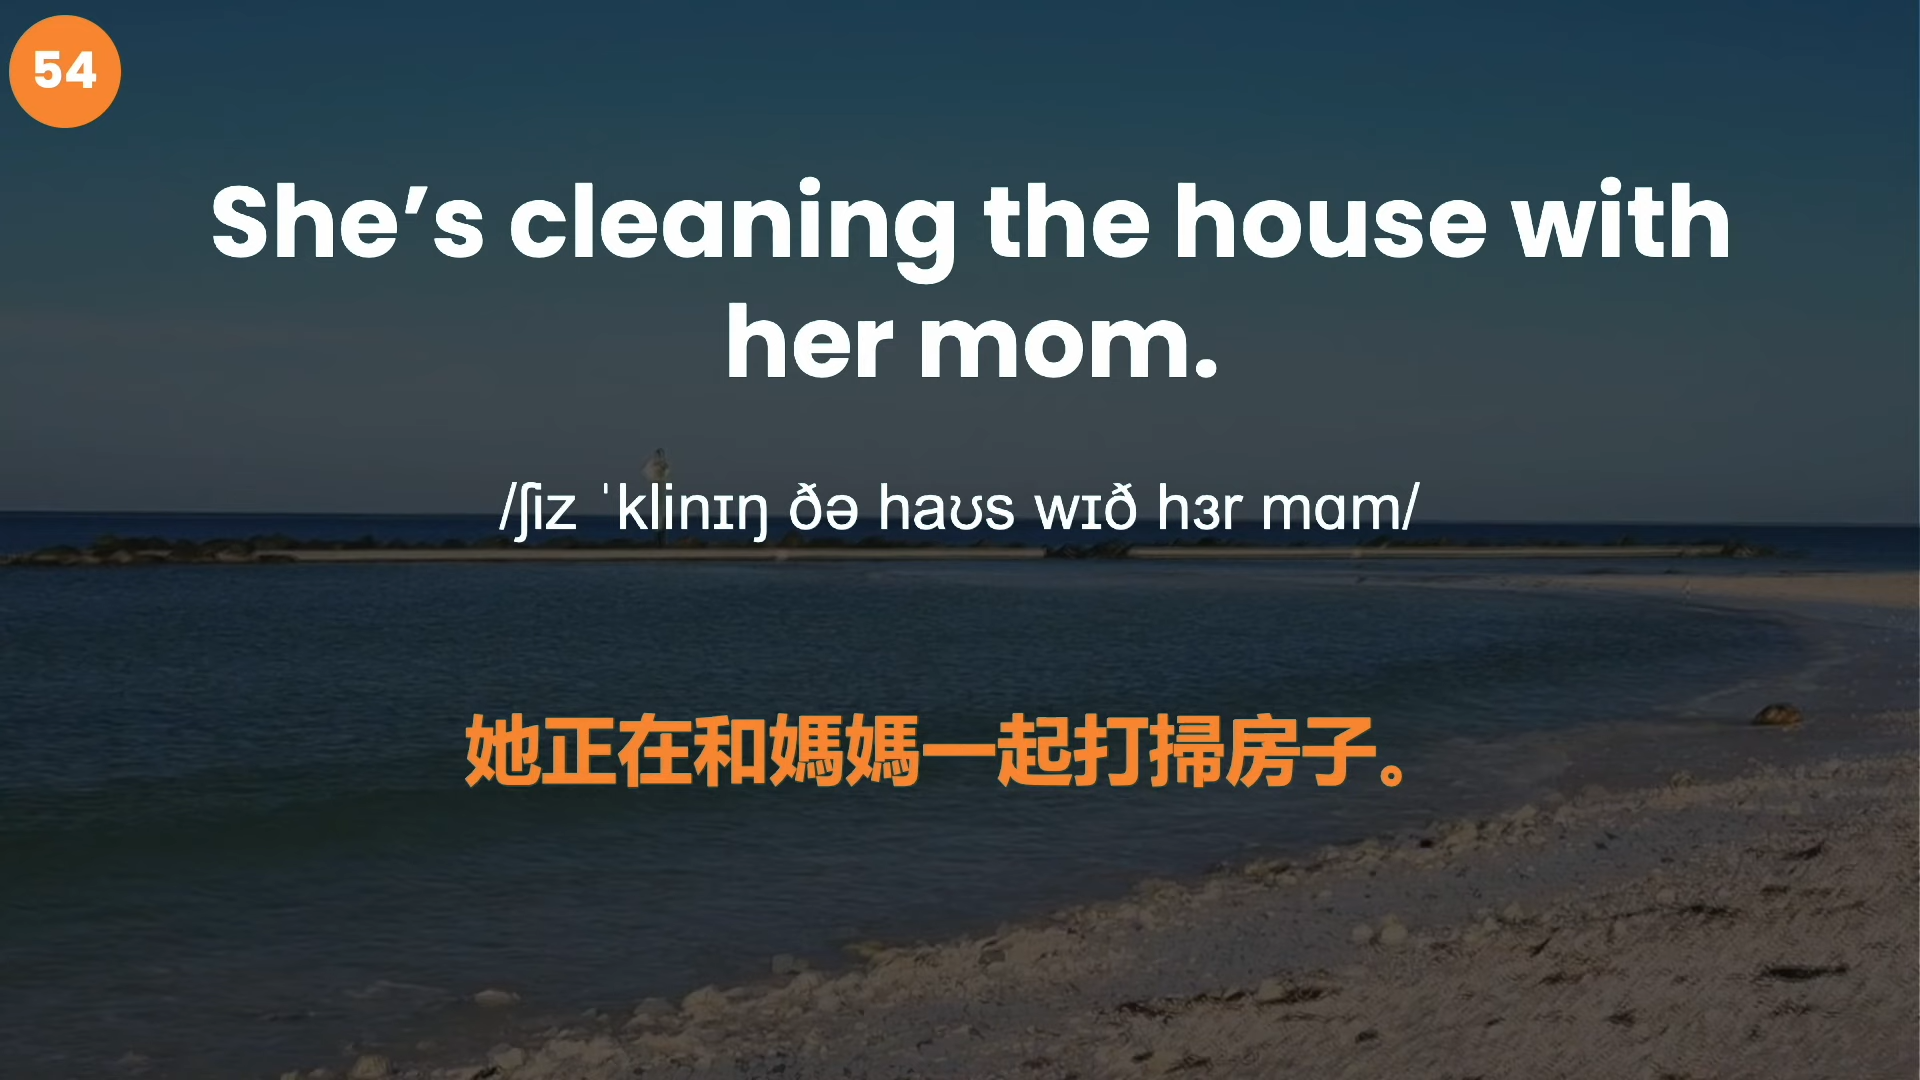 54
She’s cleaning the house with
her mom.
/ʃiz ˈklinɪŋ ðə haʊs wɪð hɜr mɑm/
她正在和媽媽一起打掃房子。